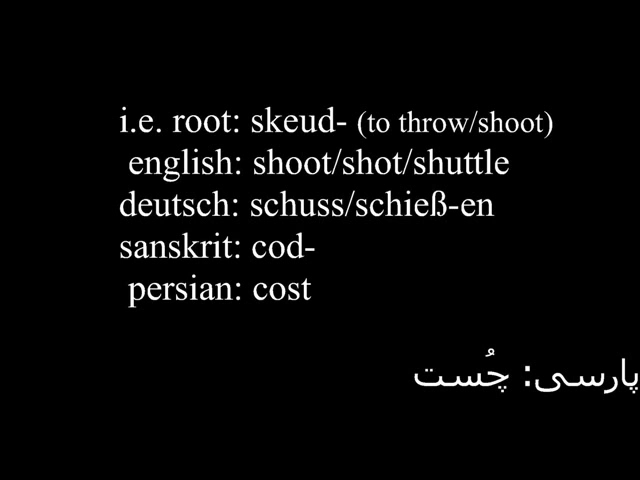 i.e. root: skeud- (to throw/shoot)
english: shoot/shot/shuttle
deutsch: schuss/schieß-en
sanskrit: cod-
persian: cost
پارسی: چُست